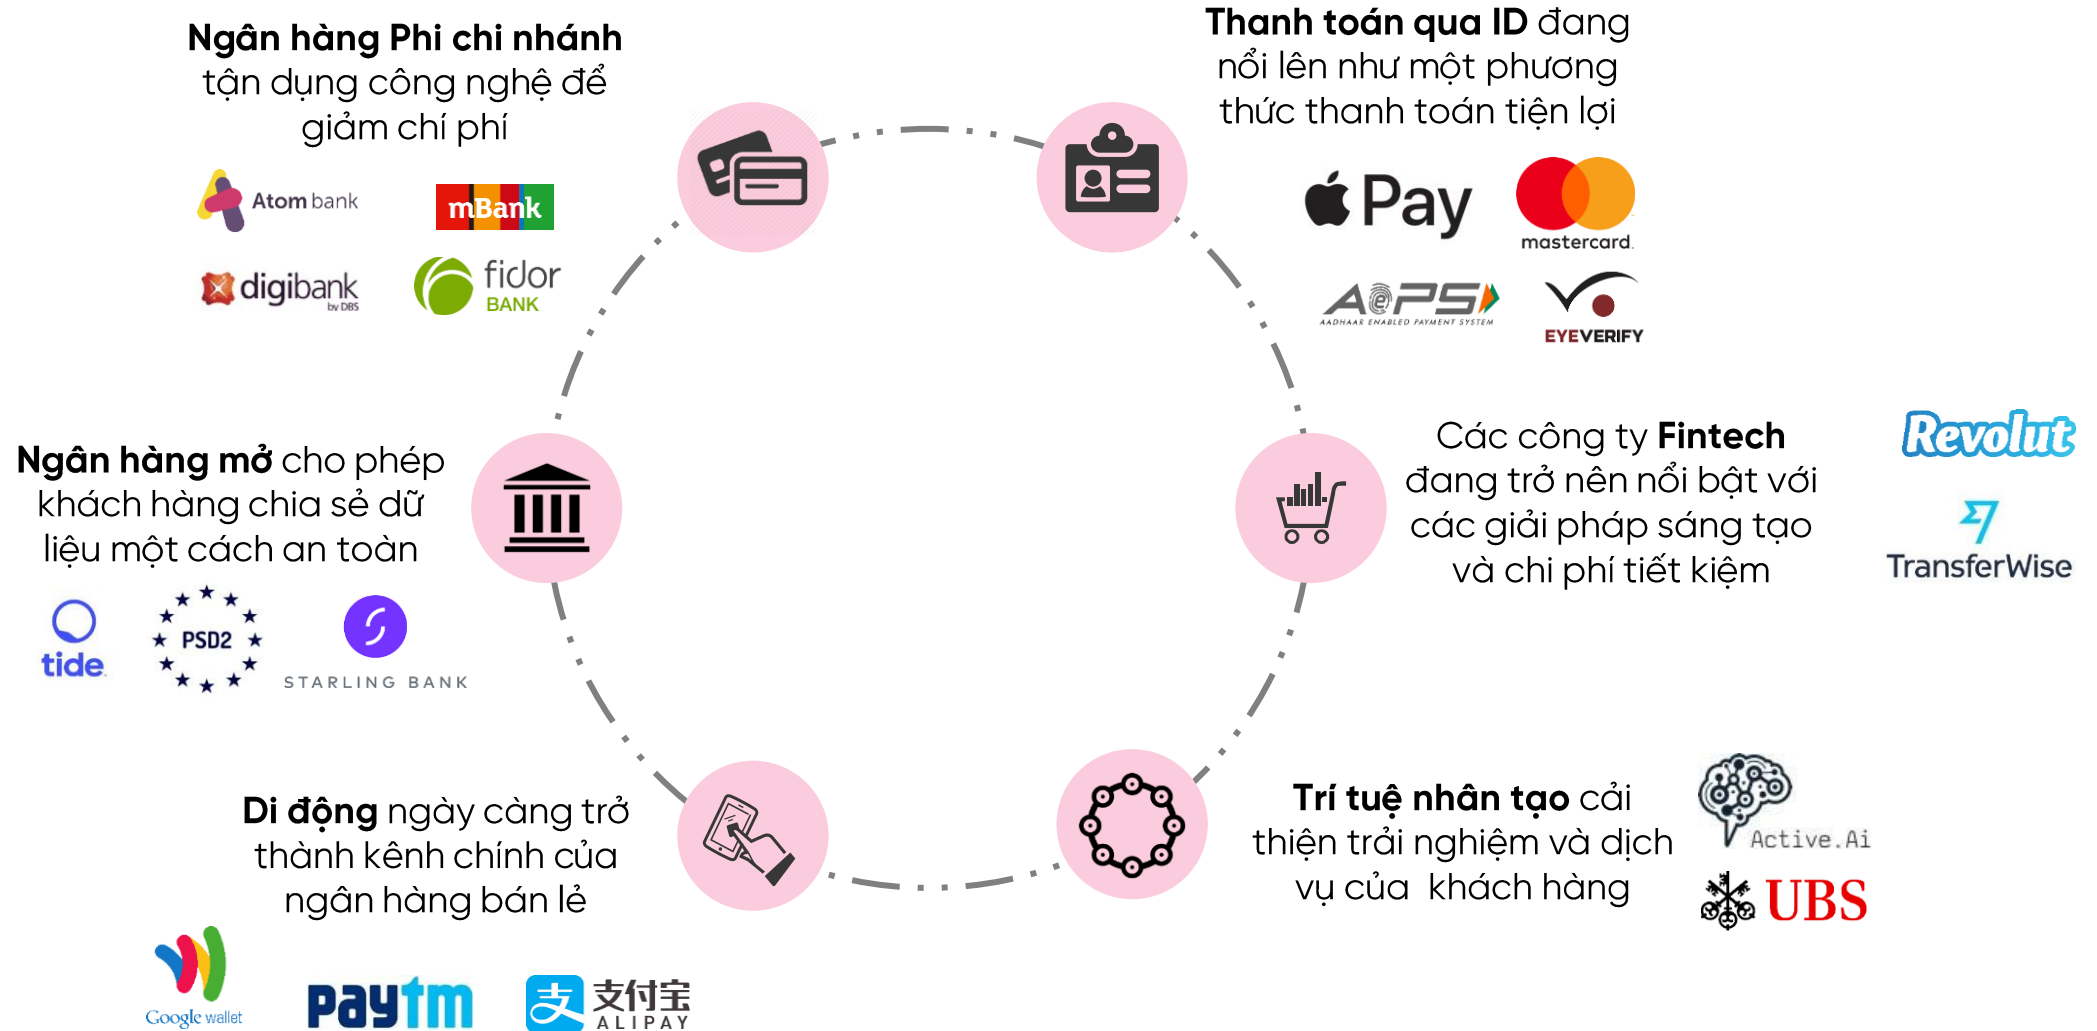 Ngân hàng Phi chi nhánh
tận dụng công nghệ để
giảm chí phí
Atom bank
mBank
digibank
by DBS
fidor
BANK
Thanh toán qua ID đang
nổi lên như một phương
thức thanh toán tiện lợi
Pay
mastercard.
AePS
AADHAAR ENABLED PAYMENT SYSTEM
EYEVERIFY
Ngân hàng mở cho phép
khách hàng chia sẻ dữ
liệu một cách an toàn
tide
PSD2
STARLING BANK
Các công ty Fintech
đang trở nên nổi bật với
các giải pháp sáng tạo
và chi phí tiết kiệm
Revolut
TransferWise
Di động ngày càng trở
thành kênh chính của
ngân hàng bán lẻ
Google wallet
paytm
支 支付宝
ALIPAY
Trí tuệ nhân tạo cải
thiện trải nghiệm và dịch
vụ của khách hàng
Active.Ai
UBS